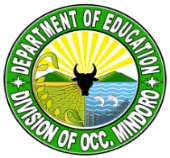 DEPARTMENT OF EDUCATION
DIVISION OF OCC. MINDORO